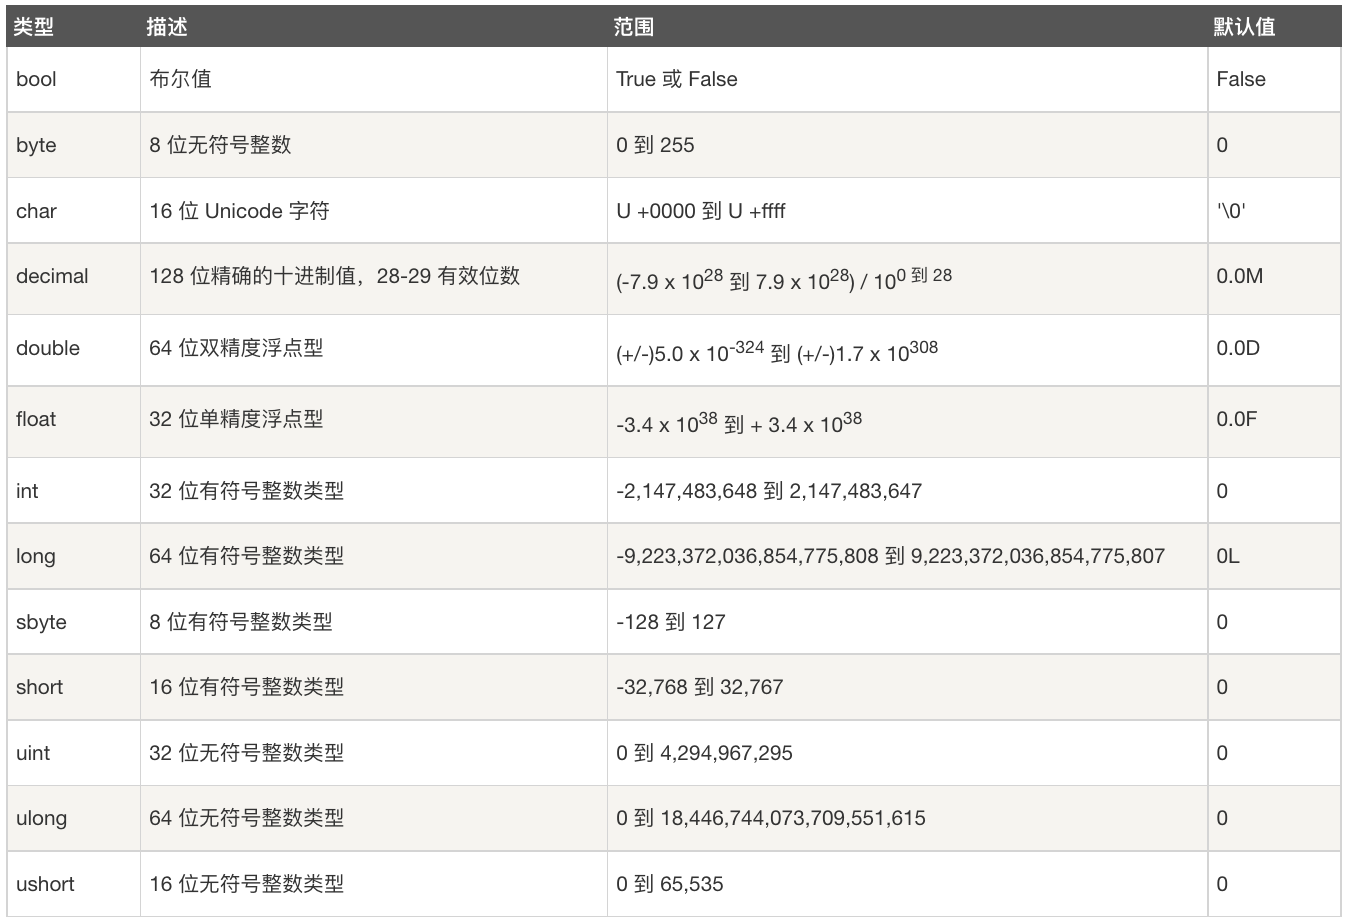 类型 描述 范围 默认值
bool 布尔值 True 或 False False
byte 8 位无符号整数 0 到 255 0
char 16 位 Unicode 字符 U +0000 到 U +ffff '\0'
decimal 128 位精确的十进制值，28-29 有效位数 (-7.9 x 10^28 到 7.9 x 10^28) / 10^0 到 28 0.0M
double 64 位双精度浮点型 (+/-)5.0 x 10^-324 到 (+/-)1.7 x 10^308 0.0D
float 32 位单精度浮点型 -3.4 x 10^38 到 + 3.4 x 10^38 0.0F
int 32 位有符号整数类型 -2,147,483,648 到 2,147,483,647 0
long 64 位有符号整数类型 -9,223,372,036,854,775,808 到 9,223,372,036,854,775,807 0L
sbyte 8 位有符号整数类型 -128 到 127 0
short 16 位有符号整数类型 -32,768 到 32,767 0
uint 32 位无符号整数类型 0 到 4,294,967,295 0
ulong 64 位无符号整数类型 0 到 18,446,744,073,709,551,615 0
ushort 16 位无符号整数类型 0 到 65,535 0